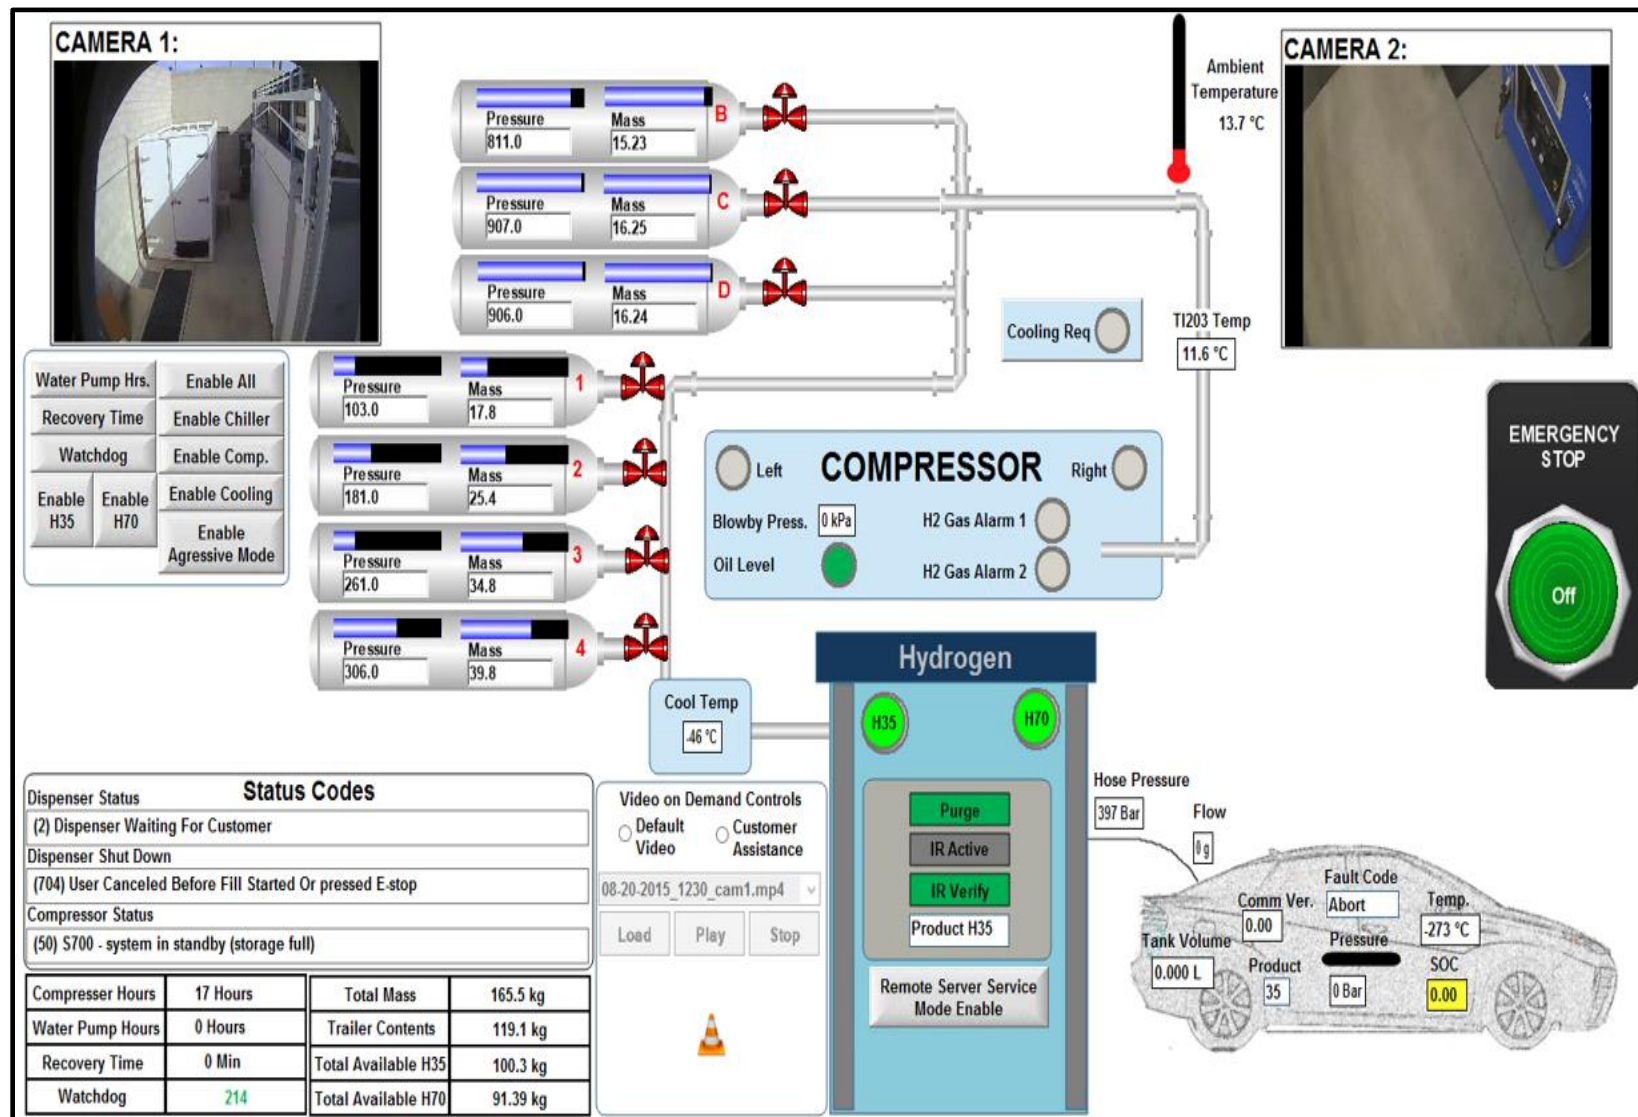 CAMERA 1:
Pressure
811.0
Mass
15.23
B
Pressure
907.0
Mass
16.25
C
Pressure
906.0
Mass
16.24
D
Ambient
Temperature
13.7 °C
CAMERA 2:
Cooling Req
TI203 Temp
11.6 °C
Water Pump Hrs.
Enable All
Recovery Time
Enable Chiller
Watchdog
Enable Comp.
Enable
H35
Enable
H70
Enable Cooling
Enable
Agressive Mode
Pressure
103.0
Mass
17.8
1
Pressure
181.0
Mass
25.4
2
Pressure
261.0
Mass
34.8
3
Pressure
306.0
Mass
39.8
4
Left
COMPRESSOR
Right
Blowby Press.
0 kPa
H2 Gas Alarm 1
Oil Level
H2 Gas Alarm 2
EMERGENCY
STOP
Off
Cool Temp
-46 °C
Hydrogen
H35
H70
Purge
IR Active
IR Verify
Product H35
Remote Server Service
Mode Enable
Hose Pressure
397 Bar
Flow
0 g
Fault Code
Abort
Comm Ver.
0.00
Temp.
-273 °C
Tank Volume
0.000 L
Product
35
Pressure
0 Bar
SOC
0.00
Status Codes
Dispenser Status
(2) Dispenser Waiting For Customer
Dispenser Shut Down
(704) User Canceled Before Fill Started Or pressed E-stop
Compressor Status
(50) S700 - system in standby (storage full)
Compresser Hours
17 Hours
Total Mass
165.5 kg
Water Pump Hours
0 Hours
Trailer Contents
119.1 kg
Recovery Time
0 Min
Total Available H35
100.3 kg
Watchdog
214
Total Available H70
91.39 kg
Video on Demand Controls
Default
Video
Customer
Assistance
08-20-2015_1230_cam1.mp4
Load
Play
Stop